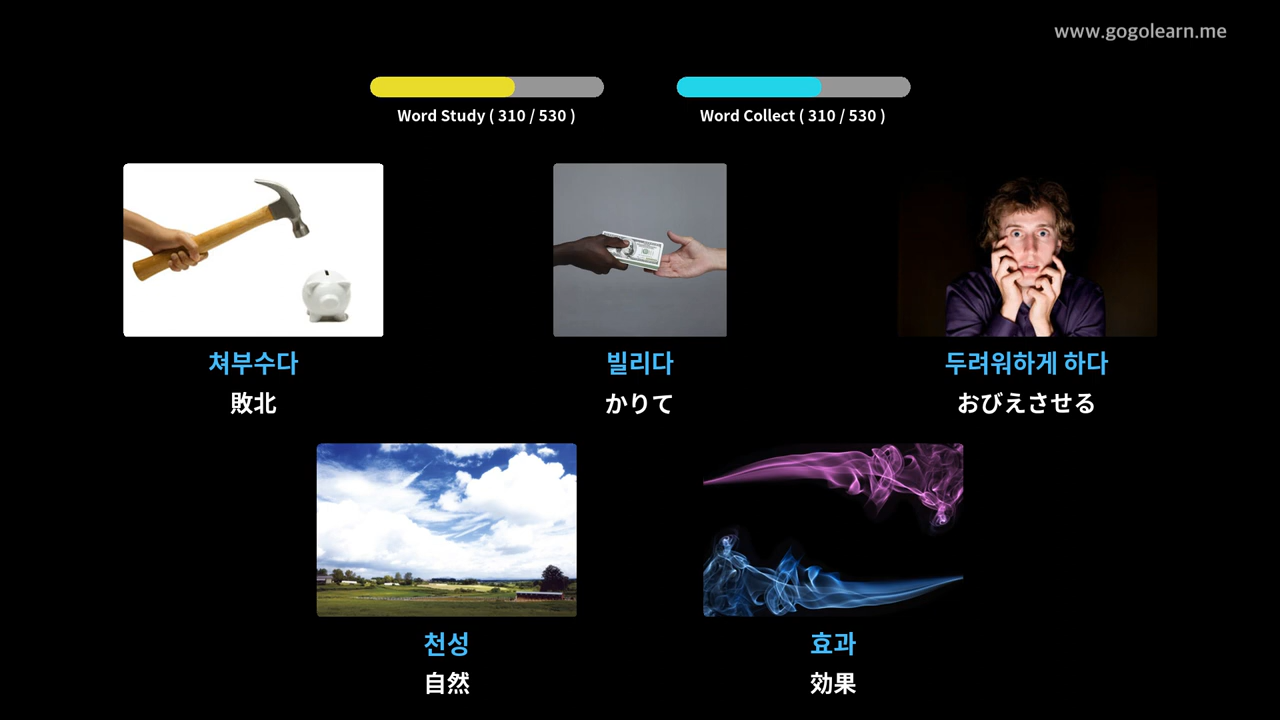 www.gogolearn.me
Word Study ( 310 / 530 )
Word Collect ( 310 / 530 )
쳐부수다
敗北
빌리다
かりて
두려워하게 하다
おびえさせる
천성
自然
효과
効果